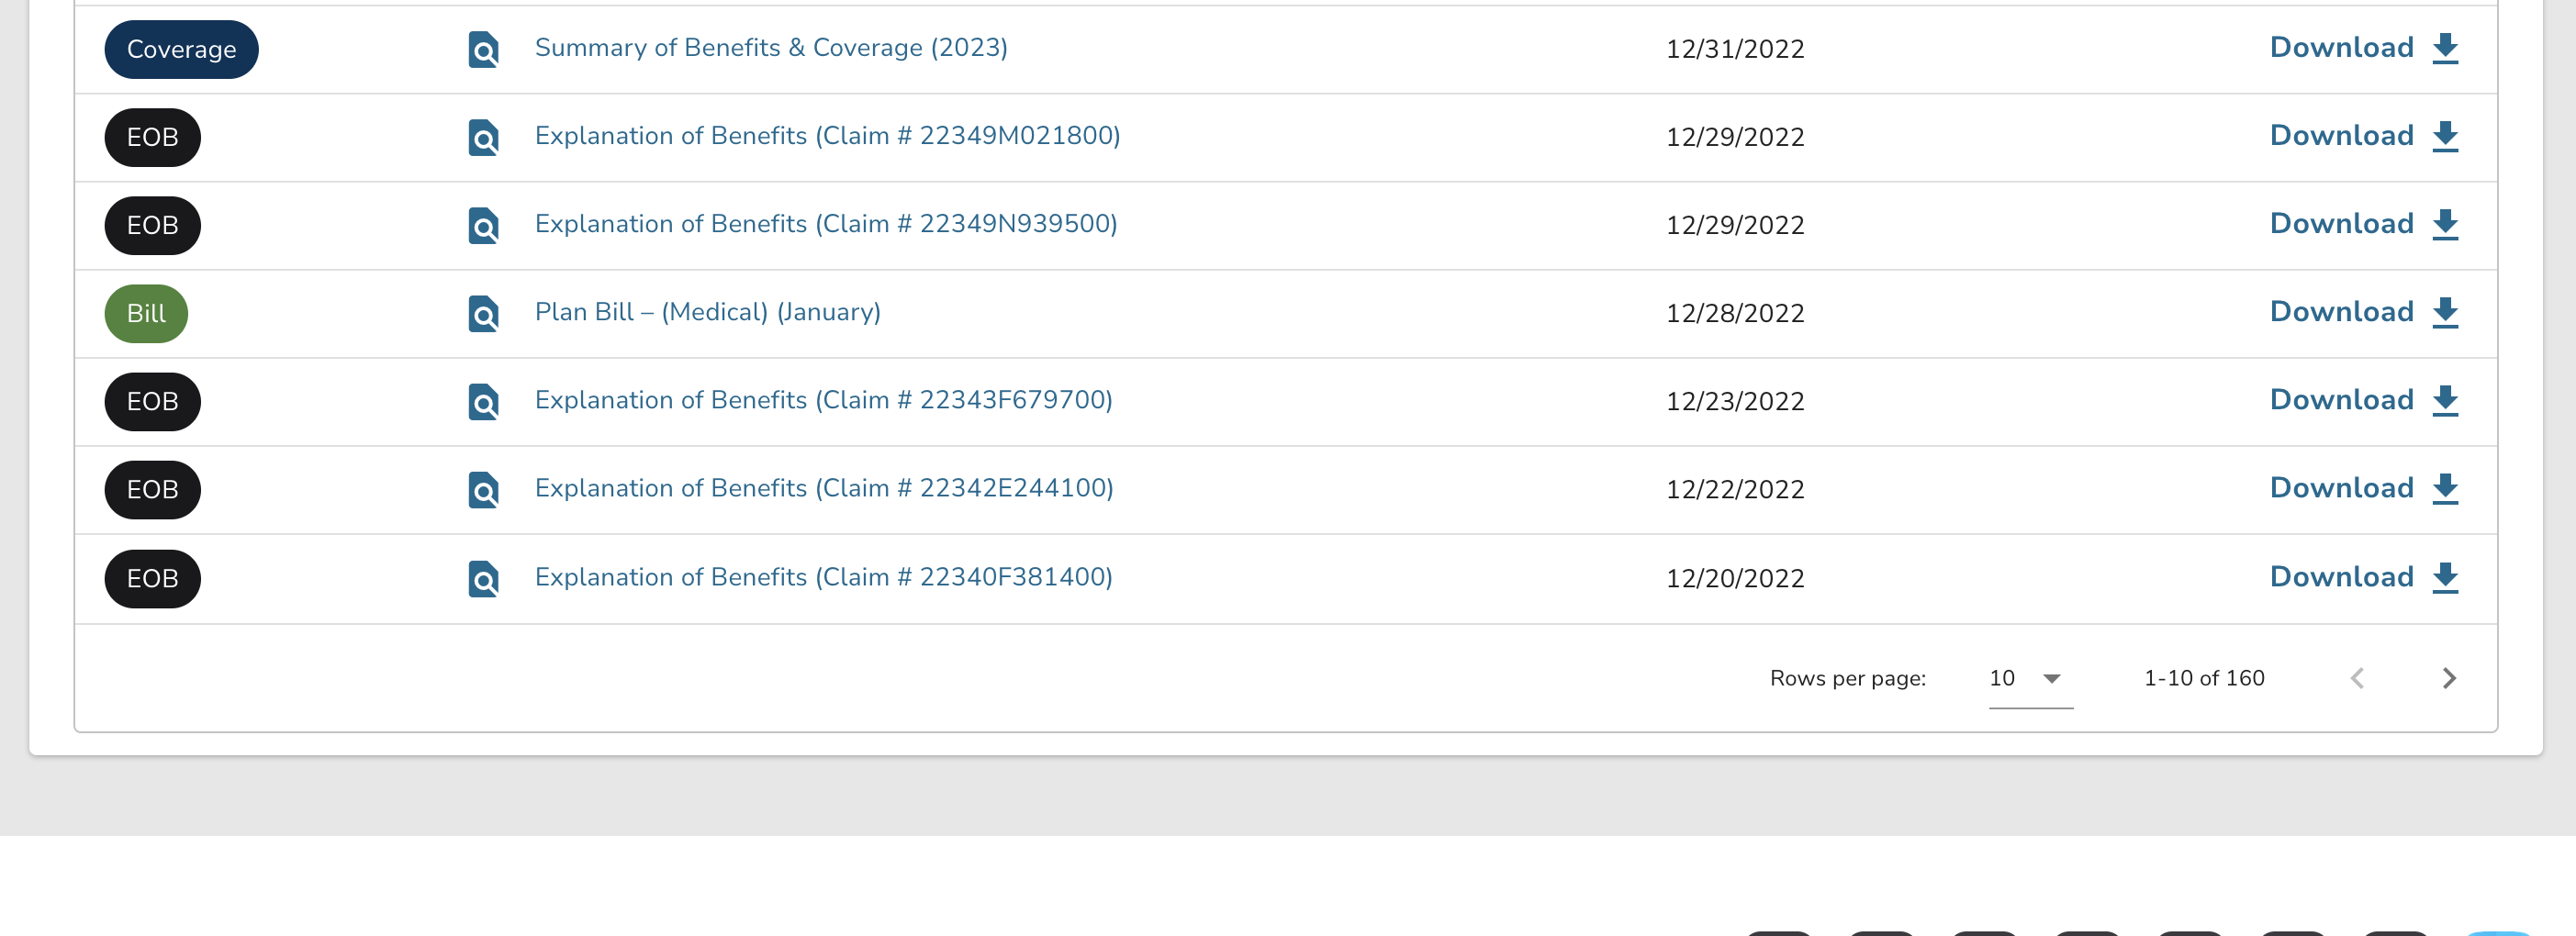 Coverage Summary of Benefits & Coverage (2023) 12/31/2022 Download
EOB Explanation of Benefits (Claim # 22349M021800) 12/29/2022 Download
EOB Explanation of Benefits (Claim # 22349N939500) 12/29/2022 Download
Bill Plan Bill – (Medical) (January) 12/28/2022 Download
EOB Explanation of Benefits (Claim # 22343F679700) 12/23/2022 Download
EOB Explanation of Benefits (Claim # 22342E244100) 12/22/2022 Download
EOB Explanation of Benefits (Claim # 22340F381400) 12/20/2022 Download
Rows per page: 10 1-10 of 160